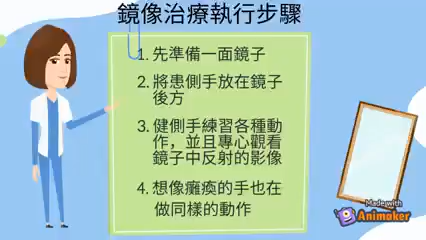 鏡像治療執行步驟
1. 先準備一面鏡子
2. 將患側手放在鏡子
後方
3. 健側手練習各種動
作，並且專心觀看
鏡子中反射的影像
4. 想像癱瘓的手也在
做同樣的動作
Made with
Animaker